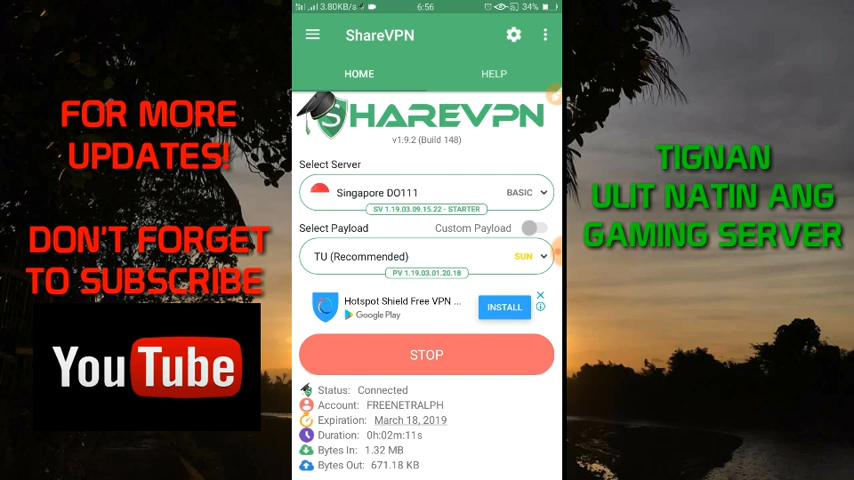 FOR MORE
UPDATES!
DON'T FORGET
TO SUBSCRIBE
YouTube
3.80KB/s
6:56
34%
ShareVPN
HOME
HELP
SHAREVPN
v1.9.2 (Build 148)
Select Server
Singapore DO111
BASIC
SV 1.19.03.09.15.22 - STARTER
Select Payload
Custom Payload
TU (Recommended)
SUN
PV 1.19.03.01.20.18
Hotspot Shield Free VPN ...
Google Play
INSTALL
STOP
Status: Connected
Account: FREENETRALPH
Expiration: March 18, 2019
Duration: 0h:02m:11s
Bytes In: 1.32 MB
Bytes Out: 671.18 KB
TIGNAN
ULIT NATIN ANG
GAMING SERVER